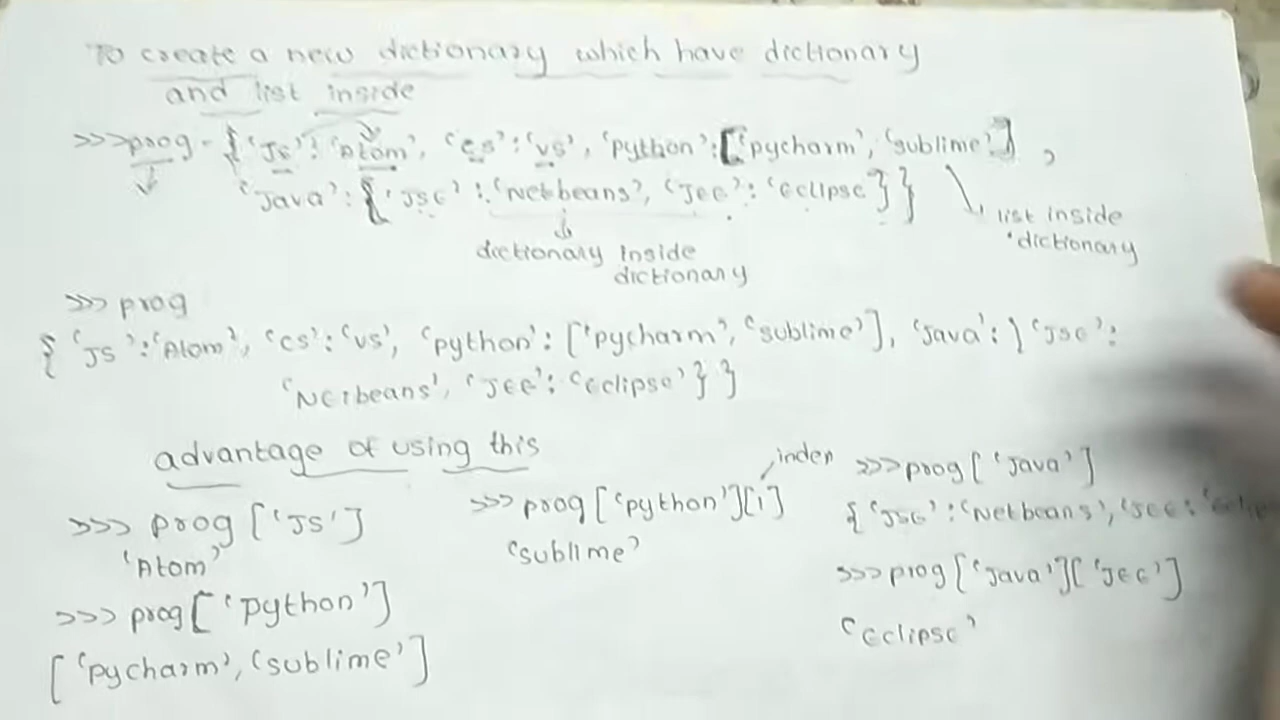 To create a new dictionary which have dictionary
and list inside
>>>prog = {'JS': 'Atom', 'CS':'VS', 'python':['pycharm', 'sublime'],
'Java': {'JSE': 'Netbeans', 'JEE': 'Eclipse}}
list inside
dictionary
dictionary inside
dictionary
>>> prog
{'JS':'Atom', 'CS':'VS', 'python': ['pycharm', 'sublime'], 'Java': { 'JSE':
'Netbeans', 'JEE': 'Eclipse'} }
advantage of using this
>>> prog ['JS']
'Atom'
>>> prog ['python']
['pycharm', 'sublime']
index
>>> prog ['python'][1]
'sublime'
>>>prog ['Java']
{'JSE':'Netbeans', 'JEE':
>>>prog ['Java']['JEE']
'Eclipse'